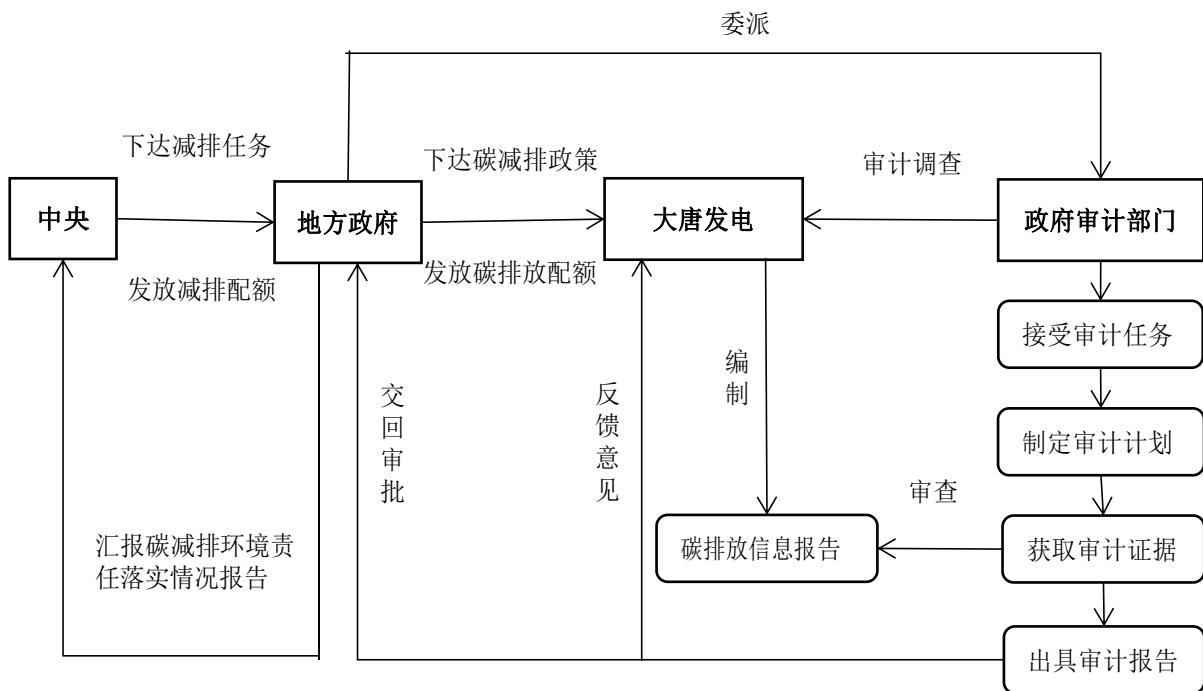 委派
下达减排任务
下达碳减排政策
审计调查
中央
地方政府
大唐发电
政府审计部门
发放减排配额
发放碳排放配额
接受审计任务
编制
交回审批
反馈意见
制定审计计划
审查
汇报碳减排环境责
任落实情况报告
碳排放信息报告
获取审计证据
出具审计报告